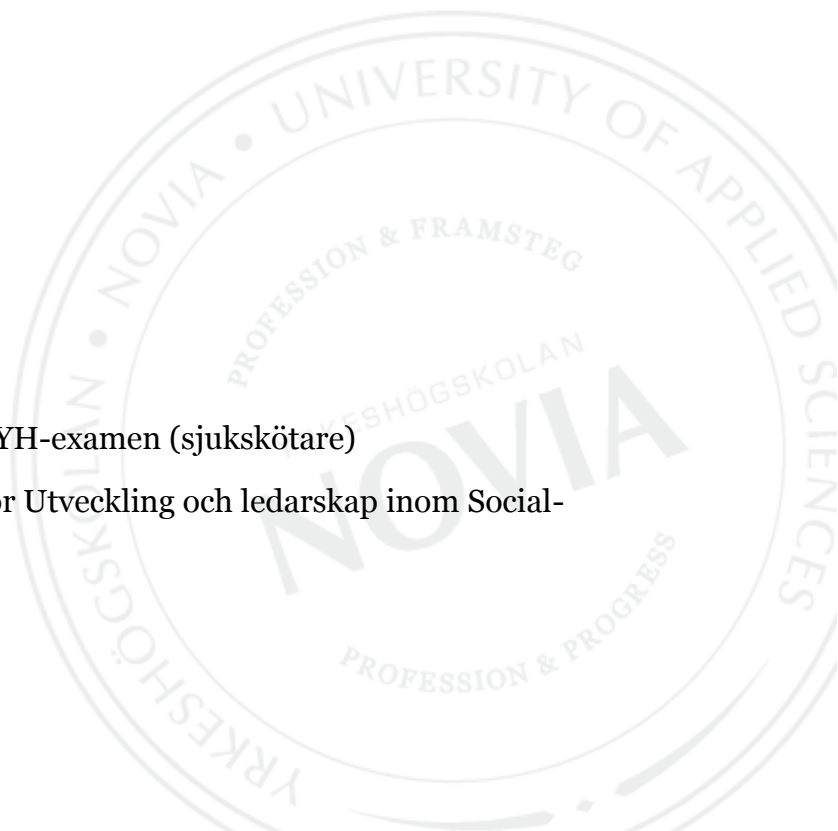 UNIVERSITY OF APPLIED SCIENCES
YRKESHÖGSKOLAN • NOVIA •
PROFESSION & FRAMSTEG
YRKESHÖGSKOLAN
NOVIA
YH-examen (sjukskötare)
Utveckling och ledarskap inom Social-
PROFESSION & PROGRESS